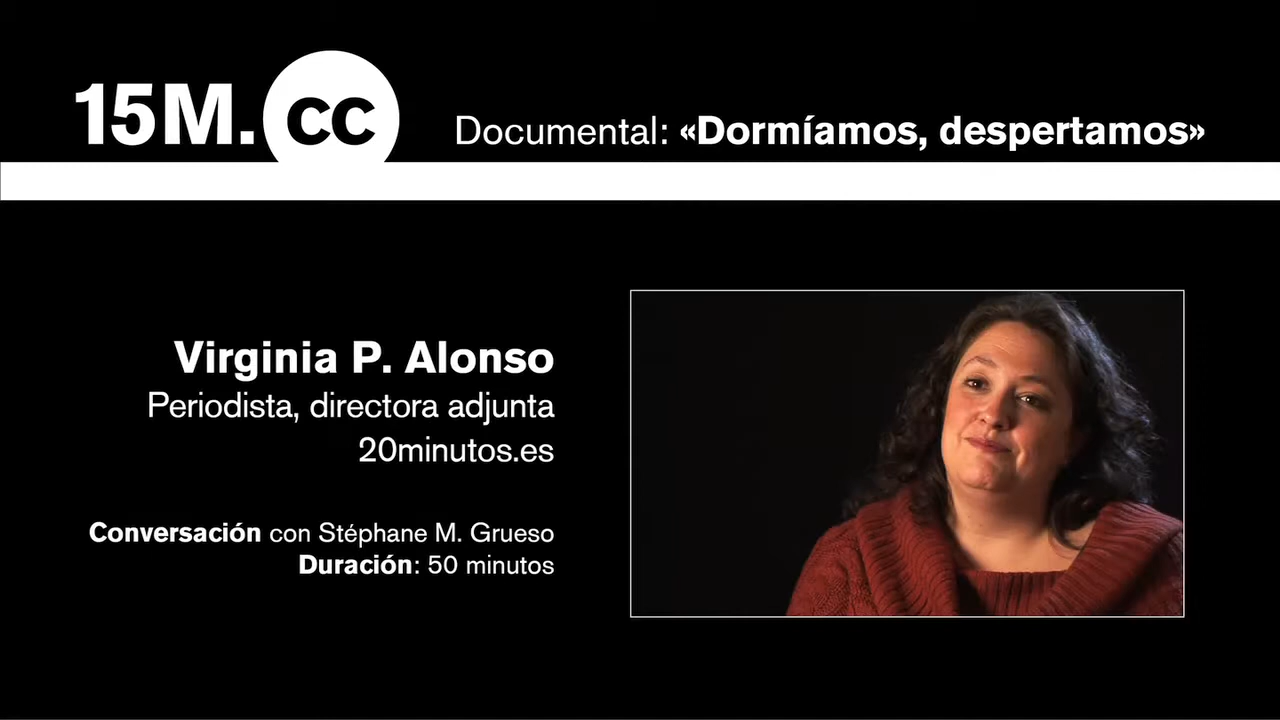 15M.cc
Documental: «Dormíamos, despertamos»
Virginia P. Alonso
Periodista, directora adjunta
20minutos.es
Conversación con Stéphane M. Grueso
Duración: 50 minutos